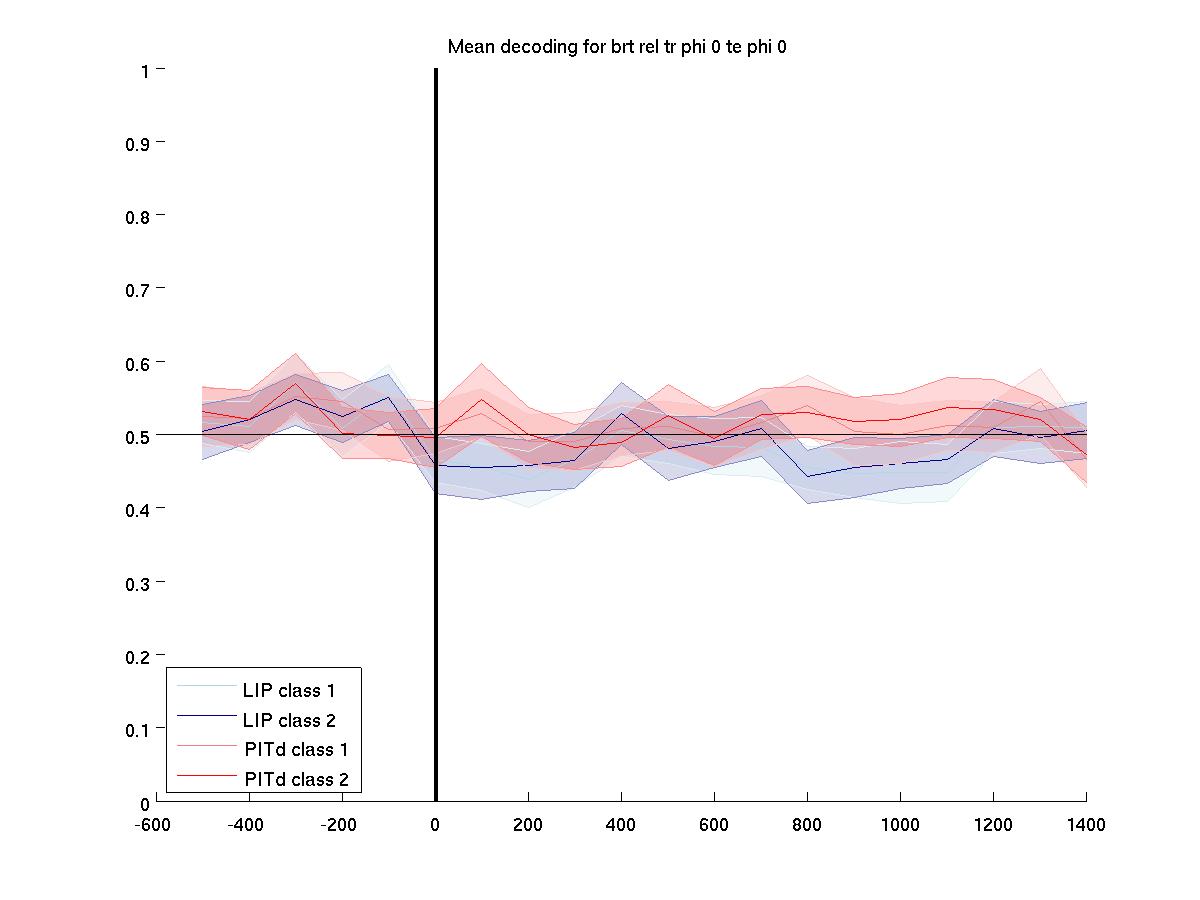 Mean decoding for brt rel tr phi 0 te phi 0
1
0.9
0.8
0.7
0.6
0.5
0.4
0.3
0.2
0.1
0
LIP class 1
LIP class 2
PITd class 1
PITd class 2
-600 -400 -200 0 200 400 600 800 1000 1200 1400